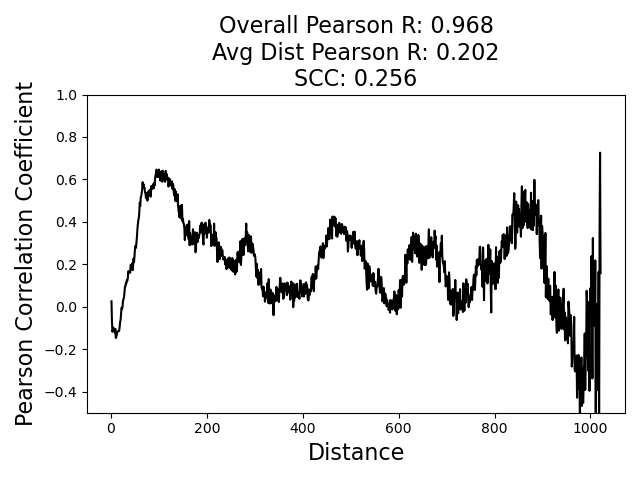 Overall Pearson R: 0.968
Avg Dist Pearson R: 0.202
SCC: 0.256
1.0
0.8
0.6
0.4
0.2
0.0
−0.2
−0.4
Pearson Correlation Coefficient
0 200 400 600 800 1000
Distance